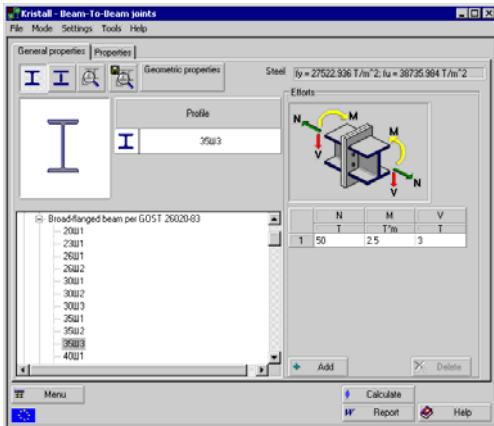 Kristall - Beam-To-Beam joints
File Mode Settings Tools Help
General properties Properties
Geometric properties
Steel fy = 27522.936 T/m^2; fu = 38735.984 T/m^2
Efforts
Profile
35Ш3
N M M V V N
Broad-flanged beam per GOST 26020-83
20Ш1
23Ш1
26Ш1
26Ш2
30Ш1
30Ш2
30Ш3
35Ш1
35Ш2
35Ш3
40Ш1
N M V
T T*m T
1 50 2.5 3
Add Delete
Menu Calculate
Report Help